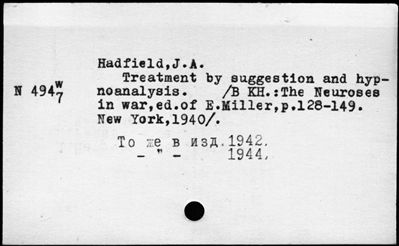 Hadfield,J.A.
Treatment by suggestion and hyp-
N 494 w/7 noanalysis. /В КН.:The Neuroses
in war,ed.of E.Miller,p.128-149.
New York,1940/.
То же в изд.1942.
– " – 1944,